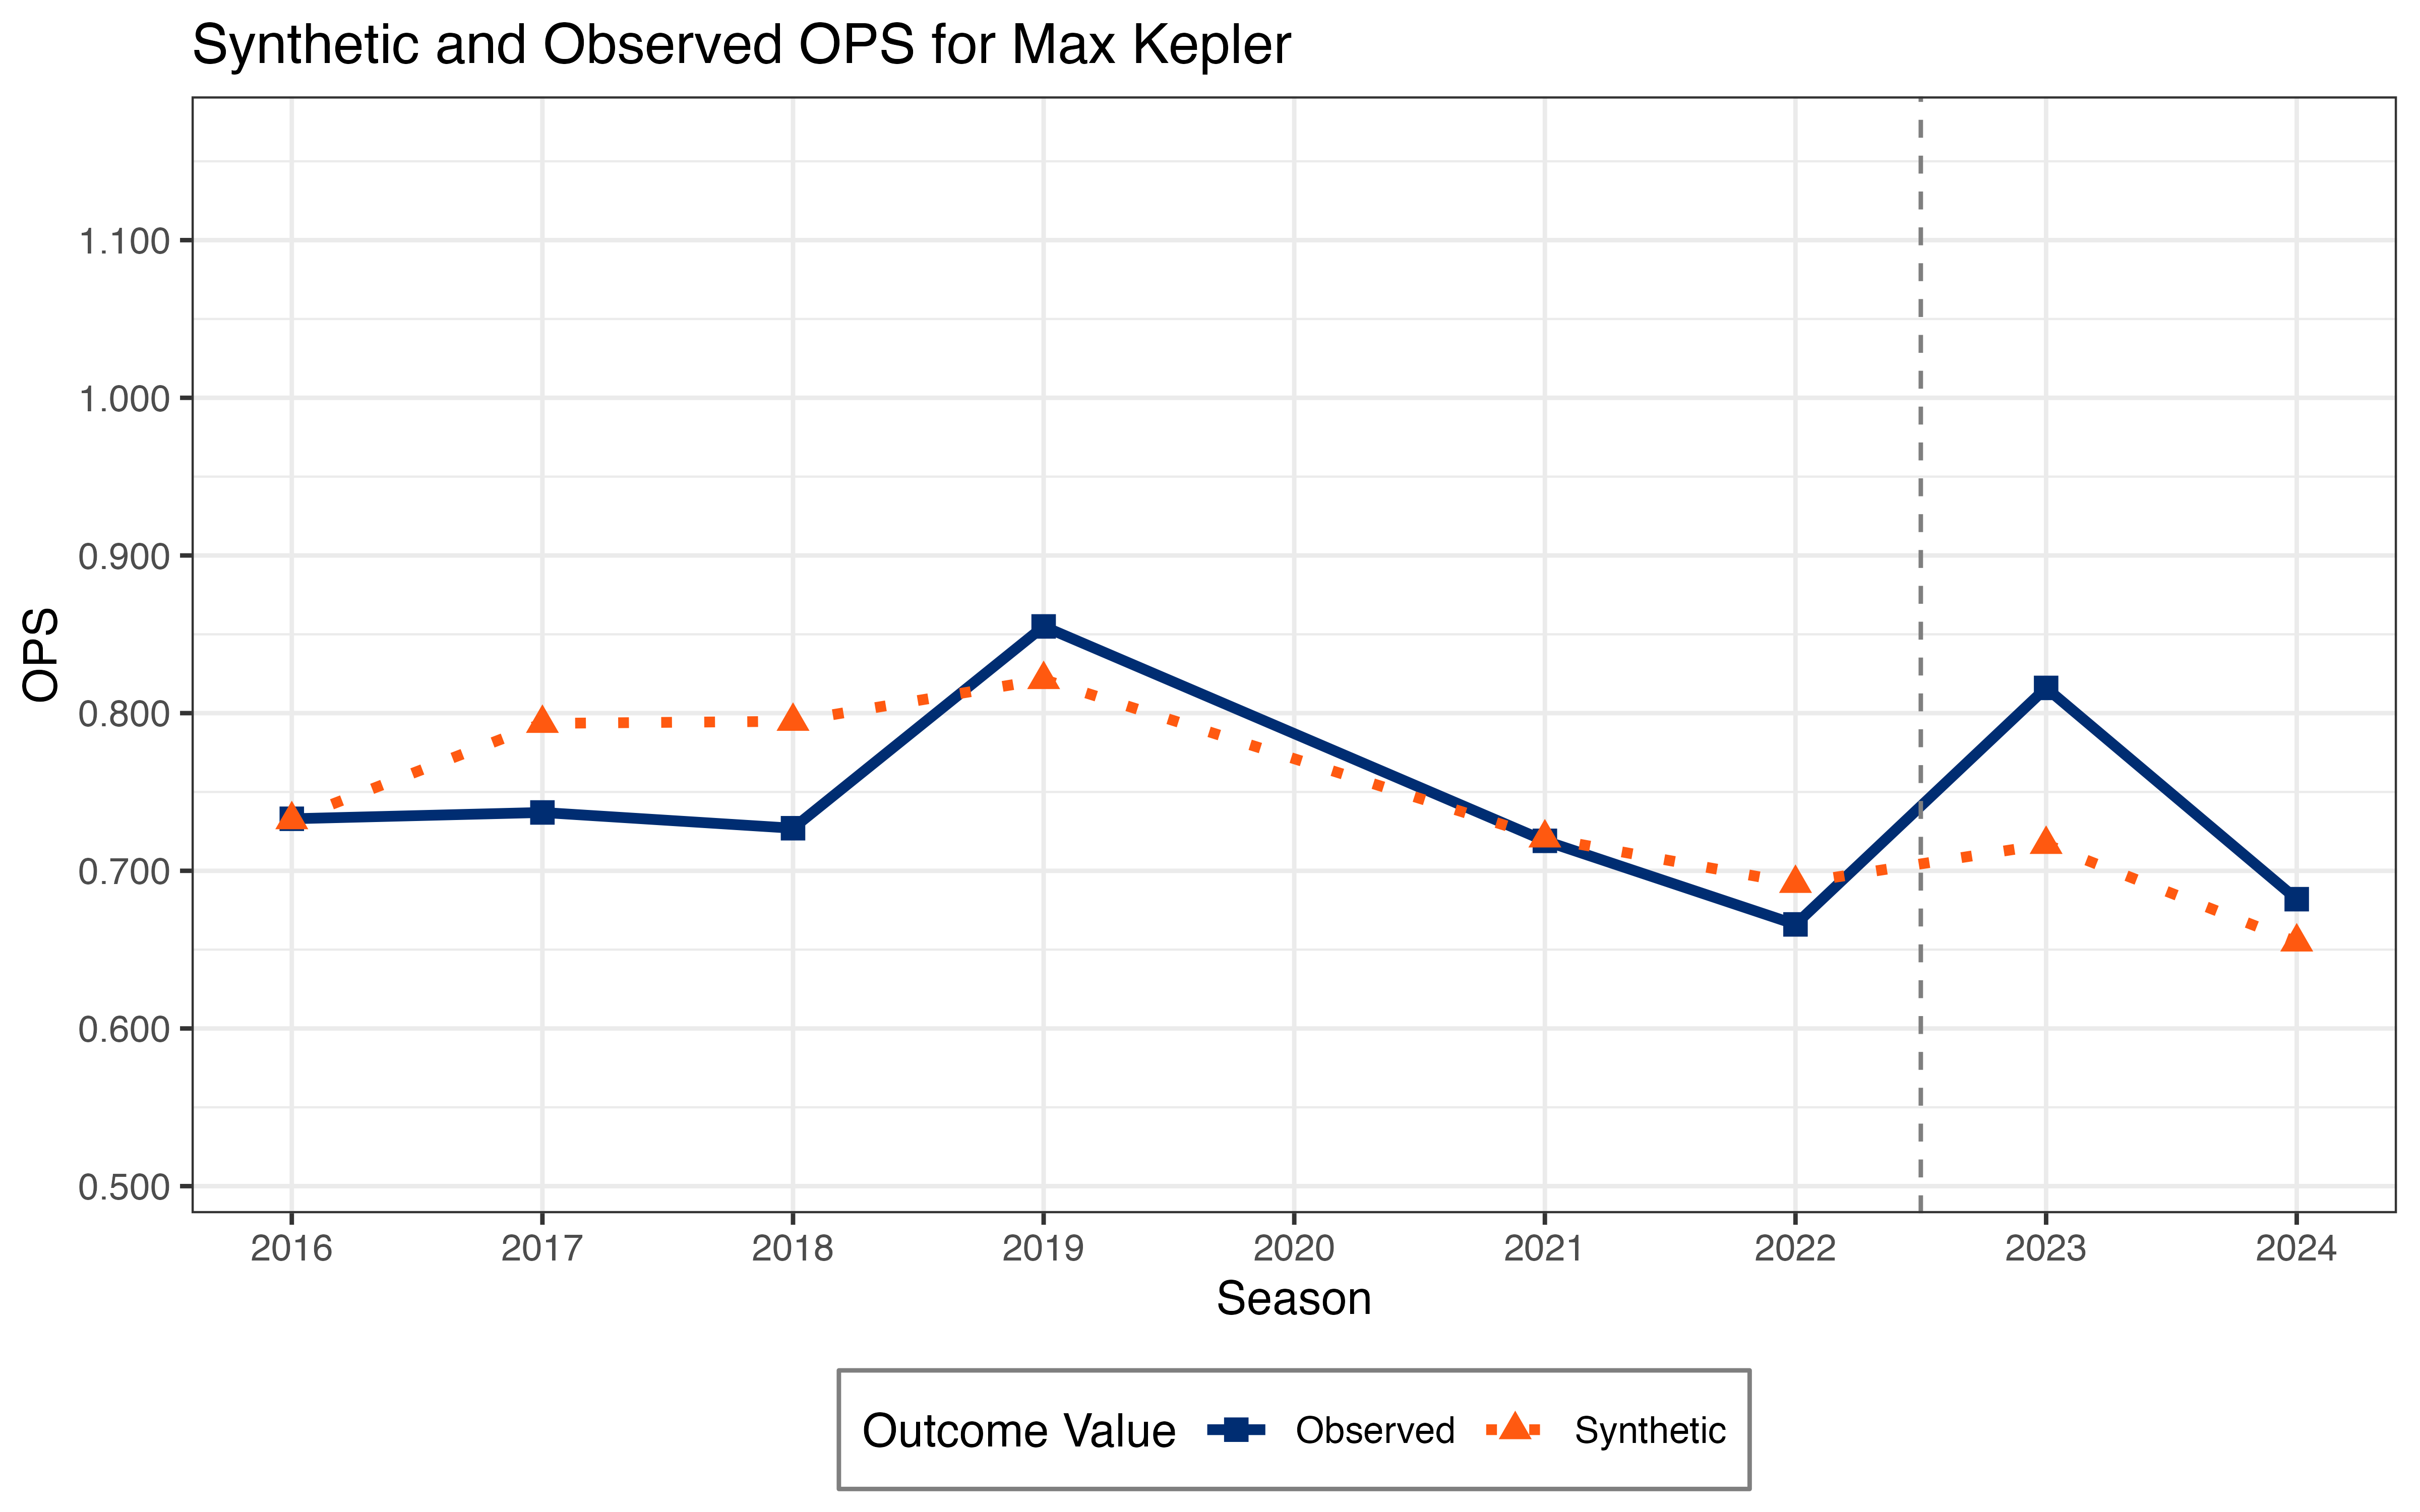 Synthetic and Observed OPS for Max Kepler
OPS
1.100
1.000
0.900
0.800
0.700
0.600
0.500
2016 2017 2018 2019 2020 2021 2022 2023 2024
Season
Outcome Value Observed Synthetic